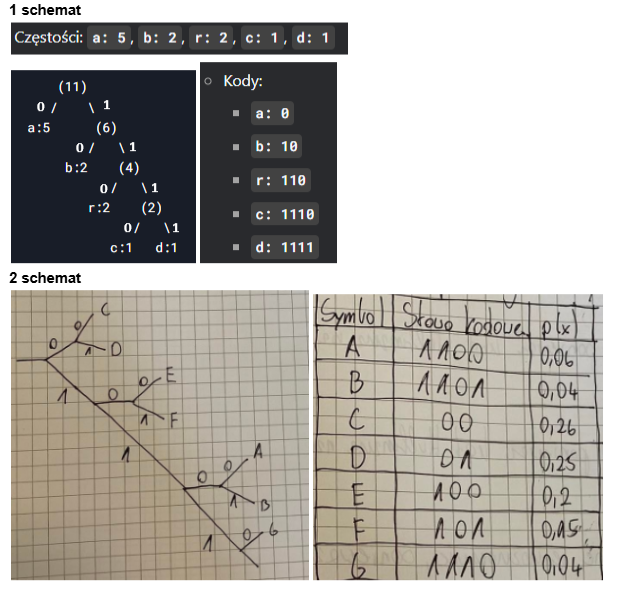 1 schemat
Częstości: a: 5, b: 2, r: 2, c: 1, d: 1
(11)
0 / \ 1
a:5 (6)
0 / \ 1
b:2 (4)
0 / \ 1
r:2 (2)
0/ \1
c:1 d:1
Kody:
a: 0
b: 10
r: 110
c: 1110
d: 1111
2 schemat
C
0
0
1 D
E
0
1 0
1 F
A
1 0
0
1 B
1 0 G
Symbol Słowo kodowe p(x)
A 1100 0,06
B 1101 0,04
C 00 0,26
D 01 0,25
E 100 0,2
F 101 0,15
G 1110 0,04